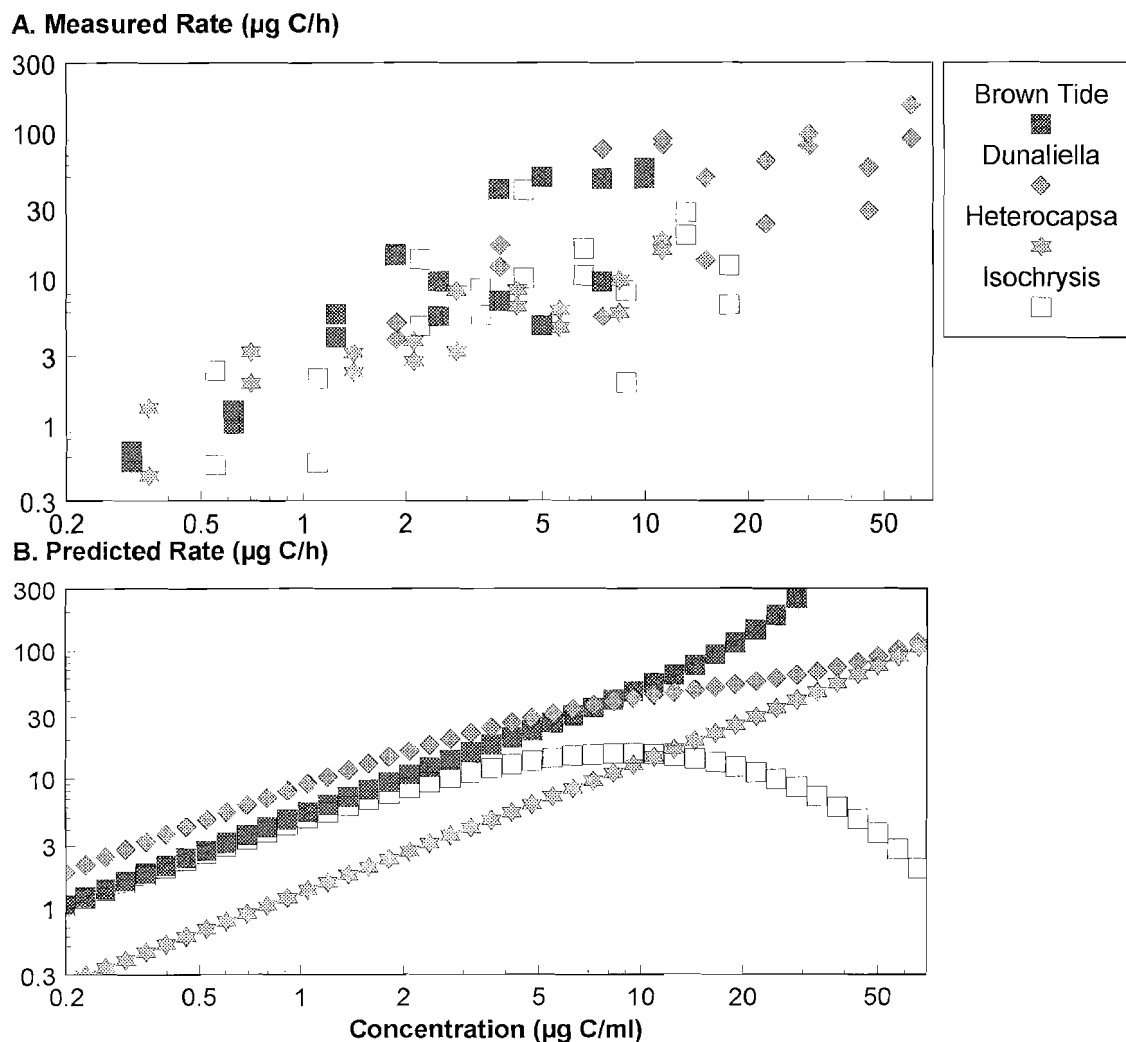 A. Measured Rate (µg C/h)
300
100
30
10
3
1
0.3
0.2 0.5 1 2 5 10 20 50
Brown Tide
Dunaliella
Heterocapsa
Isochrysis
B. Predicted Rate (µg C/h)
300
100
30
10
3
1
0.3
0.2 0.5 1 2 5 10 20 50
Concentration (µg C/ml)